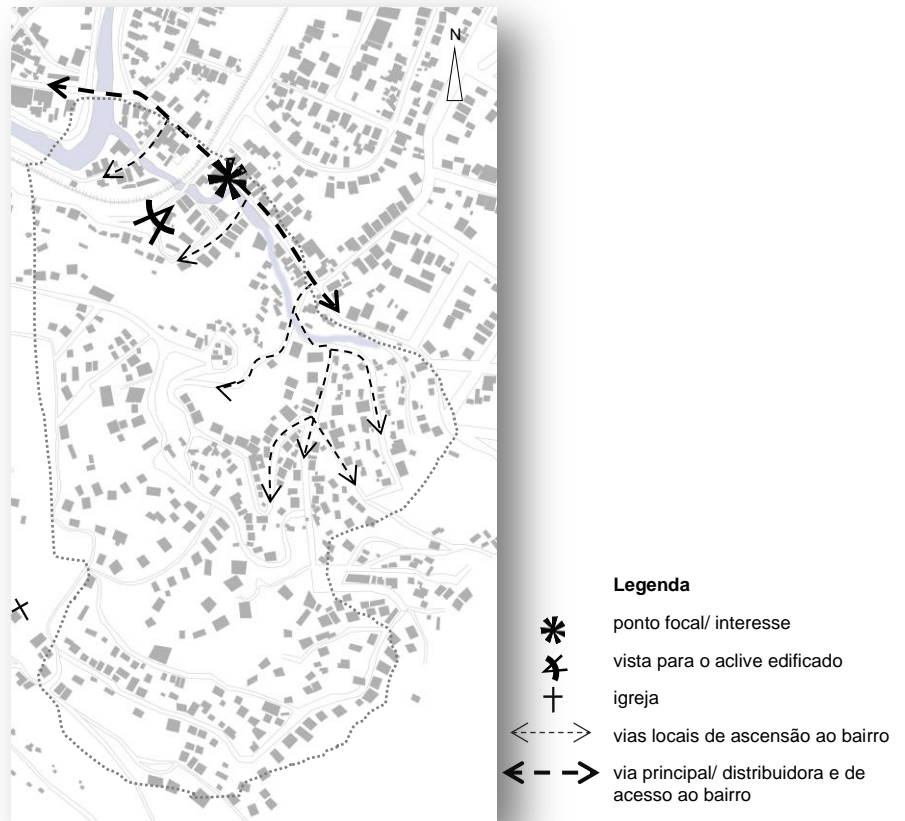 N
Legenda
ponto focal/ interesse
vista para o aclive edificado
igreja
vias locais de ascensão ao bairro
via principal/ distribuidora e de
acesso ao bairro